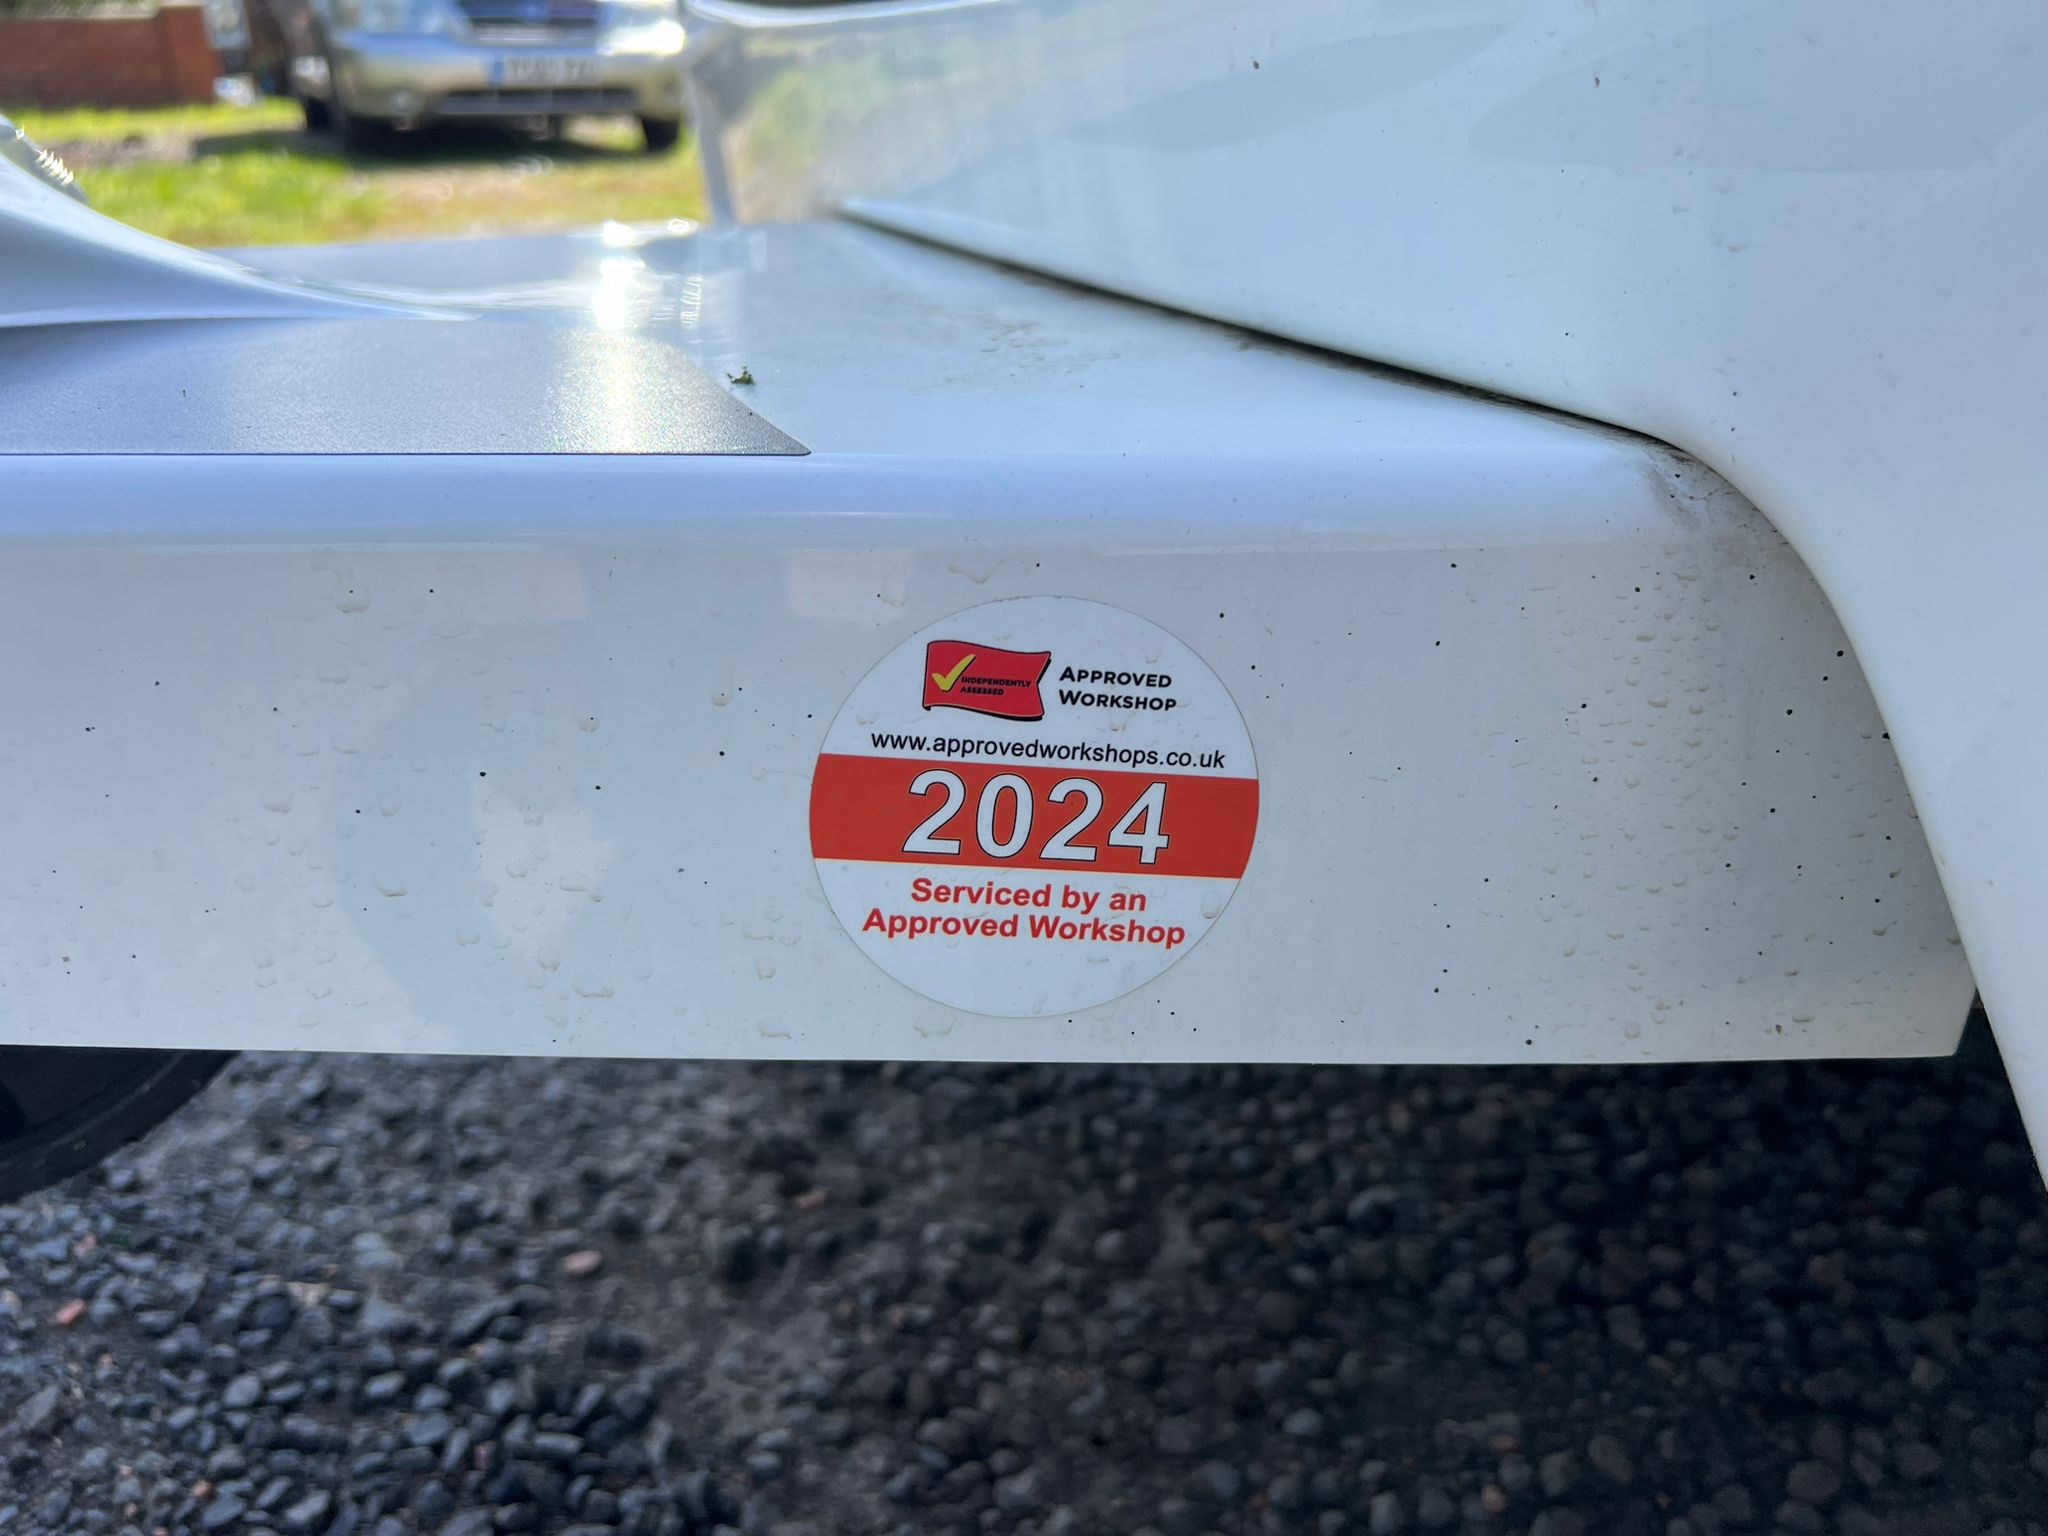 INDEPENDENTLY
ASSESSED
APPROVED
WORKSHOP
www.approvedworkshops.co.uk
2024
Serviced by an
Approved Workshop